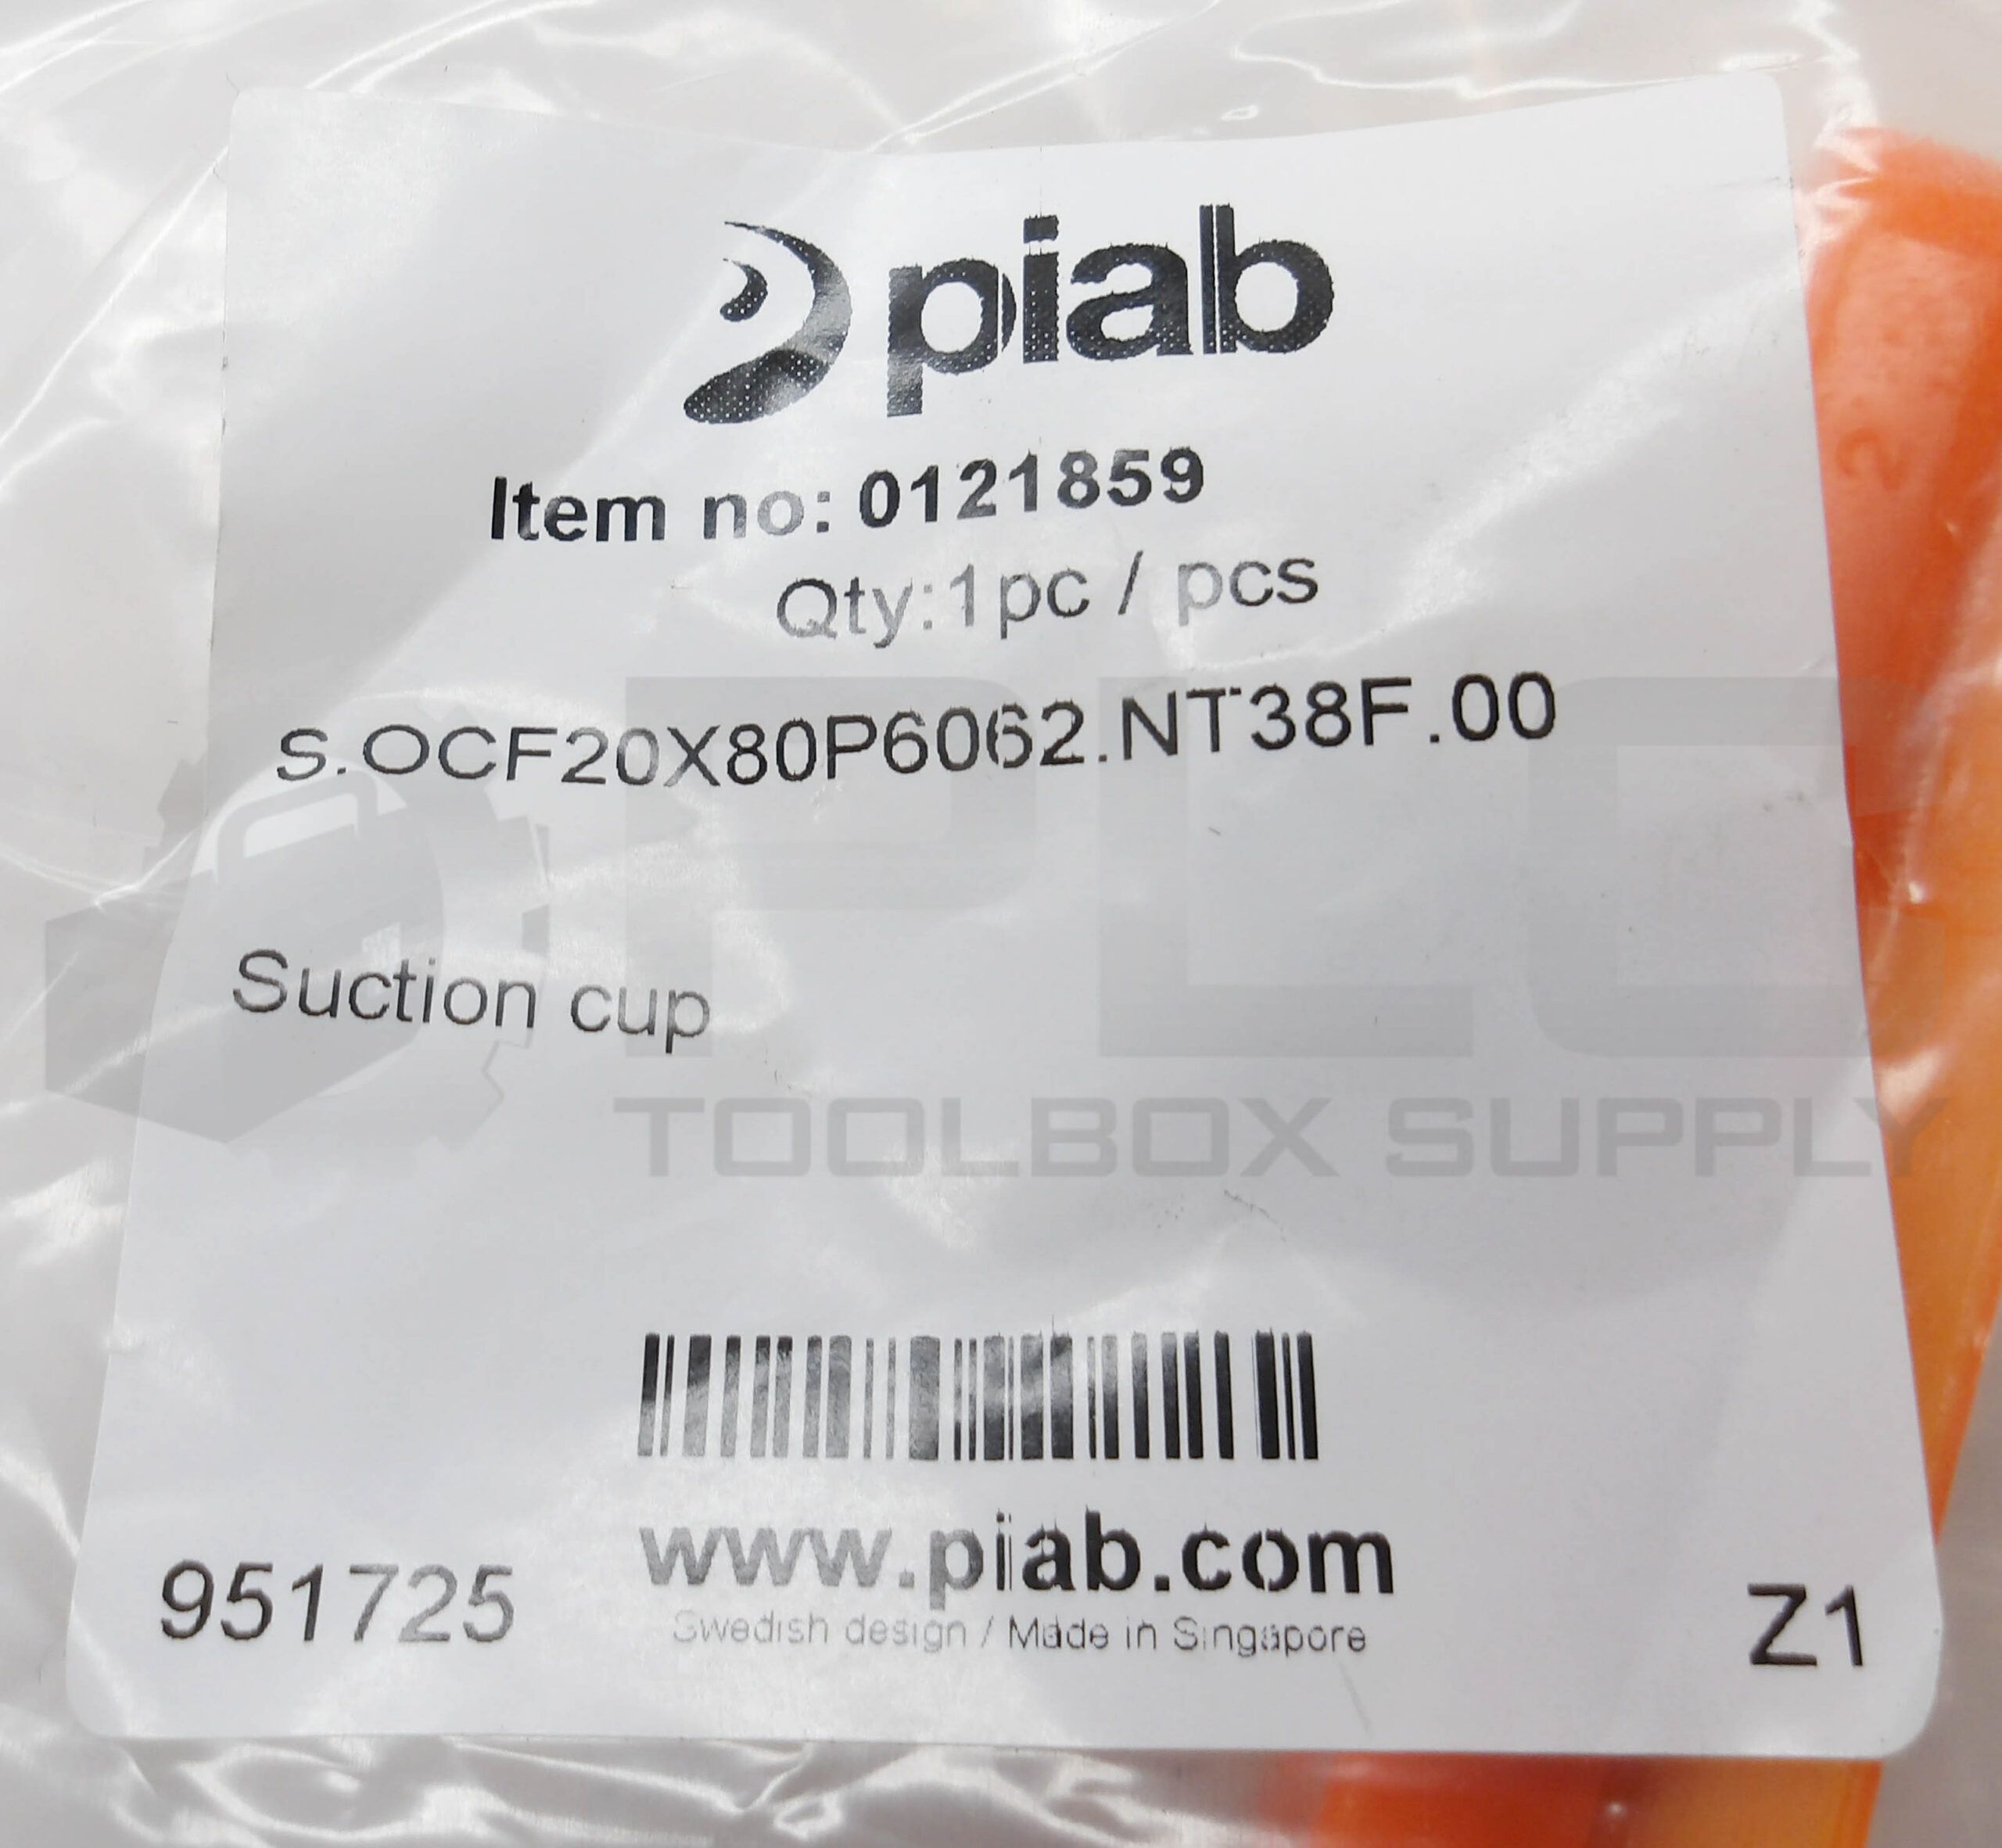 piab
Item no: 0121859
Qty:1pc / pcs
S.OCF20X80P6062.NT38F.00
PLC
Suction cup
TOOLBOX SUPPLY
www.piab.com
951725
Swedish design / Made in Singapore
Z1